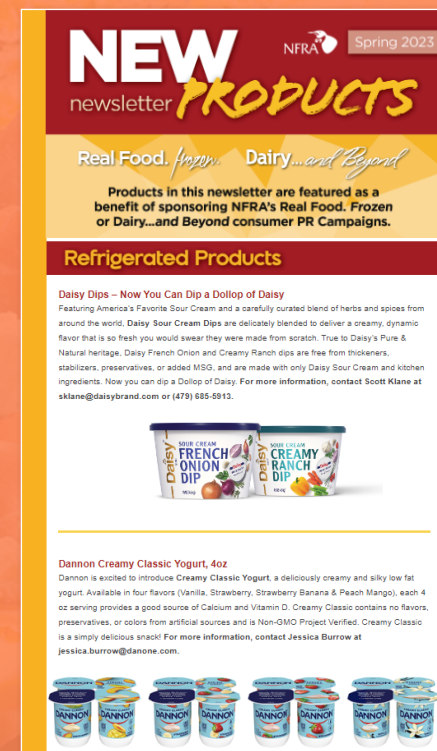 NEW
NFRA
Spring 2023
newsletter PRODUCTS
Real Food. frozen. Dairy...and Beyond
Products in this newsletter are featured as a
benefit of sponsoring NFRA's Real Food. Frozen
or Dairy...and Beyond consumer PR Campaigns.
Refrigerated Products
Daisy Dips – Now You Can Dip a Dollop of Daisy
Featuring America's Favorite Sour Cream and a carefully curated blend of herbs and spices from
around the world, Daisy Sour Cream Dips are delicately blended to deliver a creamy, dynamic
flavor that is so fresh you would swear they were made from scratch. True to Daisy's Pure &
Natural heritage, Daisy French Onion and Creamy Ranch dips are free from thickeners,
stabilizers, preservatives, or added MSG, and are made with only Daisy Sour Cream and kitchen
ingredients. Now you can dip a Dollop of Daisy. For more information, contact Scott Klane at
sklane@daisybrand.com or (479) 685-5913.
Daisy
SOUR CREAM
FRENCH
ONION
DIP
Daisy
SOUR CREAM
CREAMY
RANCH
DIP
Dannon Creamy Classic Yogurt, 4oz
Dannon is excited to introduce Creamy Classic Yogurt, a deliciously creamy and silky low fat
yogurt. Available in four flavors (Vanilla, Strawberry, Strawberry Banana & Peach Mango), each 4
oz serving provides a good source of Calcium and Vitamin D. Creamy Classic contains no flavors,
preservatives, or colors from artificial sources and is Non-GMO Project Verified. Creamy Classic
is a simply delicious snack! For more information, contact Jessica Burrow at
jessica.burrow@danone.com.
DANNON DANNON DANNON DANNON DANNON DANNON DANNON DANNON